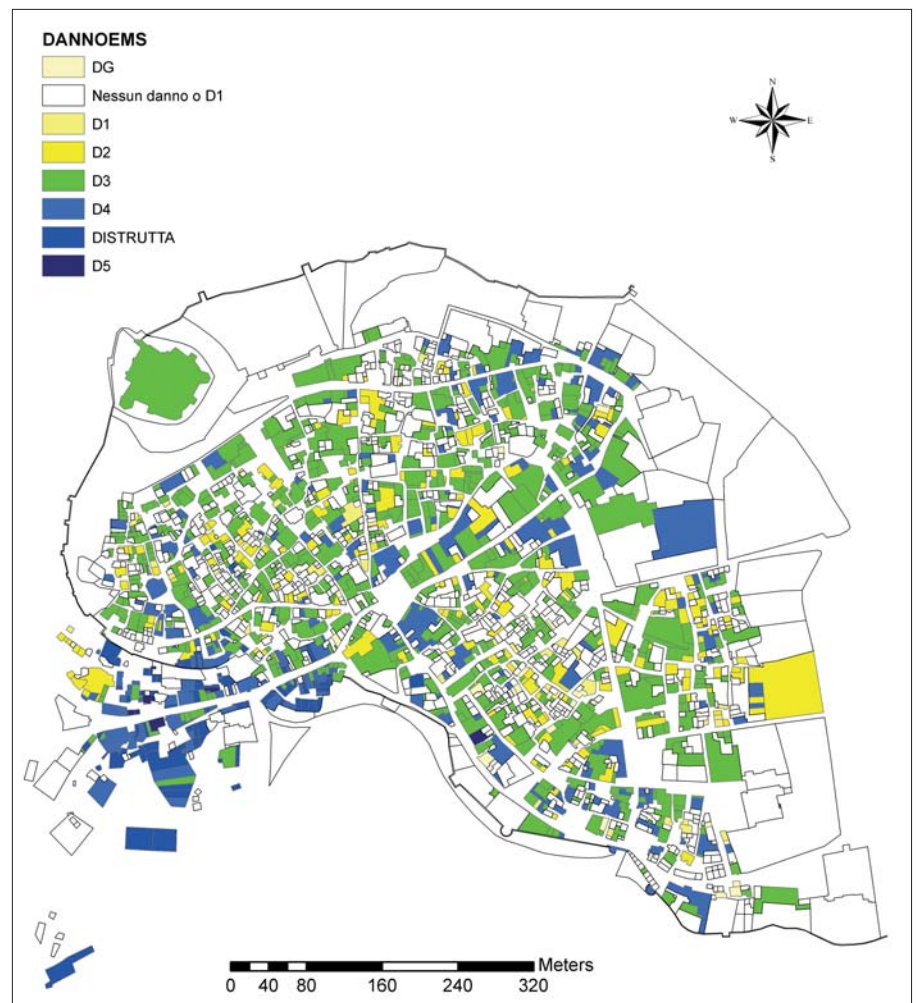 DANNOEMS
DG
Nessun danno o D1
D1
D2
D3
D4
DISTRUTTA
D5
N
W E
S
Meters
0 40 80 160 240 320